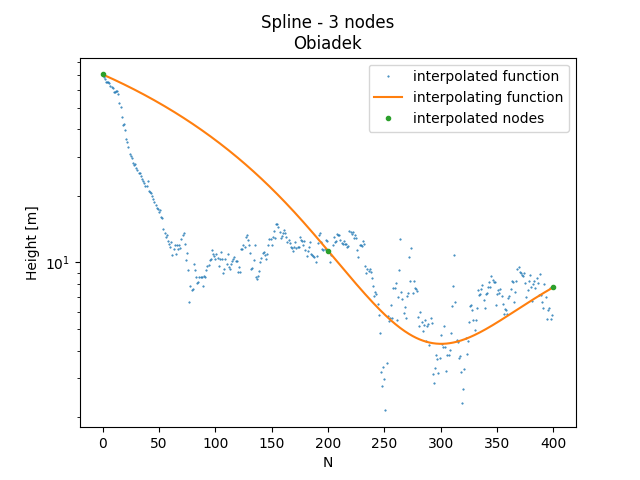 Spline - 3 nodes
Obiadek
interpolated function
interpolating function
interpolated nodes
Height [m]
10¹
0 50 100 150 200 250 300 350 400
N